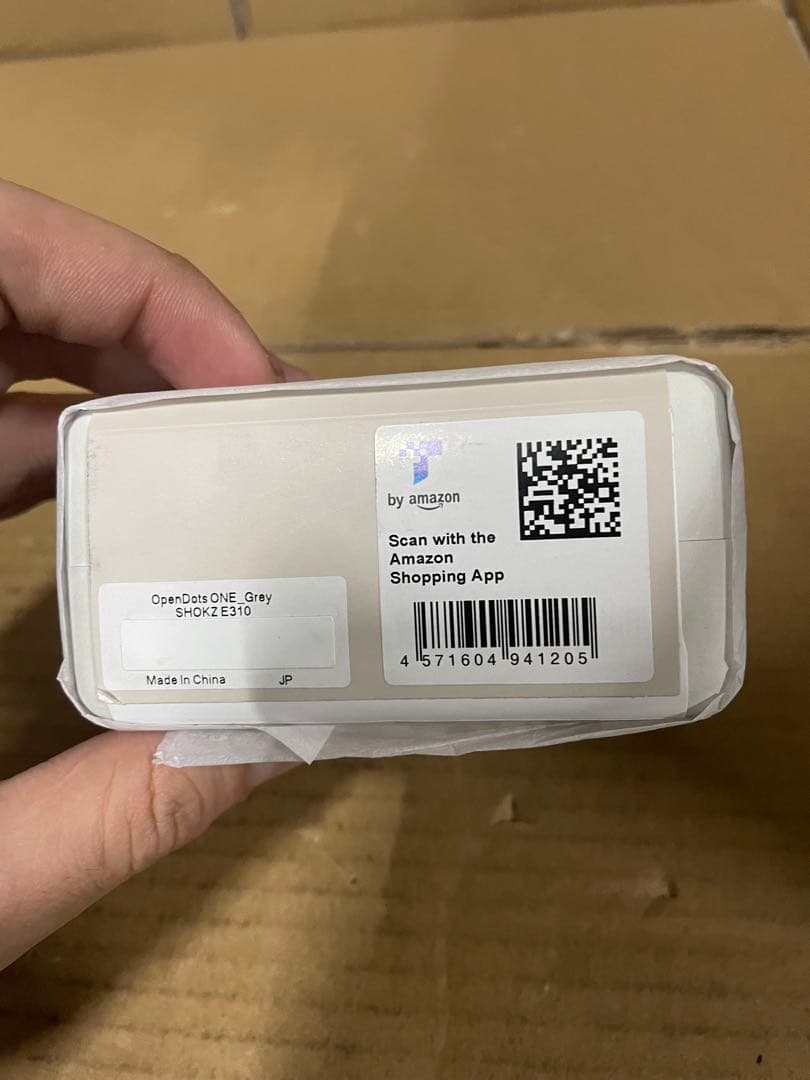 OpenDots ONE_Grey
SHOKZ E310
Made In China JP
by amazon
Scan with the
Amazon
Shopping App
4 571604 941205